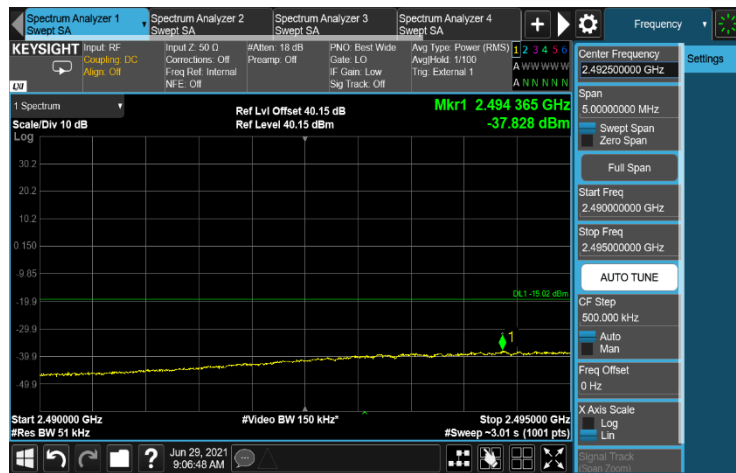 Spectrum Analyzer 1
Swept SA
Spectrum Analyzer 2
Swept SA
Spectrum Analyzer 3
Swept SA
Spectrum Analyzer 4
Swept SA
+
Frequency
KEYSIGHT
LXI
Input: RF
Coupling: DC
Align: Off
Input Z: 50 Ω
Corrections: Off
Freq Ref: Internal
NFE: Off
#Atten: 18 dB
Preamp: Off
PNO: Best Wide
Gate: LO
IF Gain: Low
Sig Track: Off
Avg Type: Power (RMS)
Avg|Hold: 1/100
Trig: External 1
1 2 3 4 5 6
A W W W W W
A N N N N N
1 Spectrum
Scale/Div 10 dB
Log
Ref Lvl Offset 40.15 dB
Ref Level 40.15 dBm
Mkr1 2.494 365 GHz
-37.828 dBm
30.2
20.2
10.2
0.150
-9.85
-19.9
-29.9
-39.9
-49.9
DL1 -19.02 dBm
1
Start 2.490000 GHz
#Res BW 51 kHz
#Video BW 150 kHz*
Stop 2.495000 GHz
#Sweep ~3.01 s (1001 pts)
?
Jun 29, 2021
9:06:48 AM
Center Frequency
2.492500000 GHz
Settings
Span
5.00000000 MHz
Swept Span
Zero Span
Full Span
Start Freq
2.490000000 GHz
Stop Freq
2.495000000 GHz
AUTO TUNE
CF Step
500.000 kHz
Auto
Man
Freq Offset
0 Hz
X Axis Scale
Log
Lin
Signal Track
(Span Zoom)